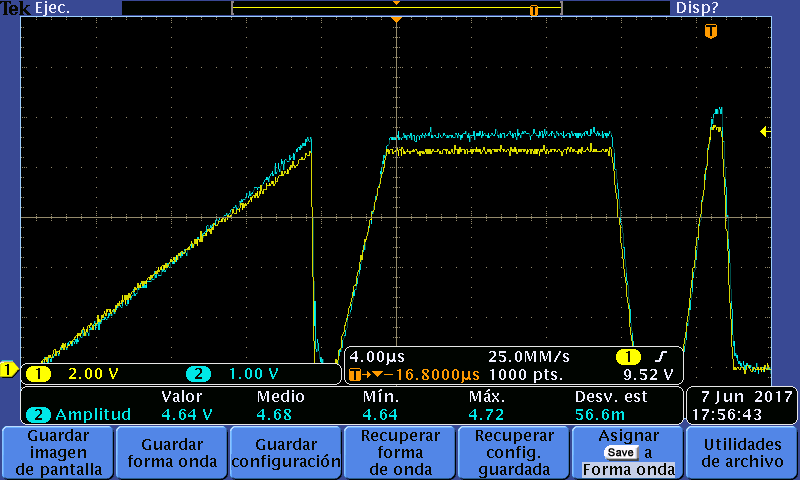 Tek Ejec. Disp?
T
T
1
1 2.00 V 2 1.00 V
4.00µs 25.0MM/s 1
T→▼−16.8000µs 1000 pts. 9.52 V
Valor Medio Mín. Máx. Desv. est
2 Amplitud 4.64 V 4.68 4.64 4.72 56.6m
7 Jun 2017
17:56:43
Guardar
imagen
de pantalla
Guardar
forma onda
Guardar
configuración
Recuperar
forma
de onda
Recuperar
config.
guardada
Asignar
Save a
Forma onda
Utilidades
de archivo